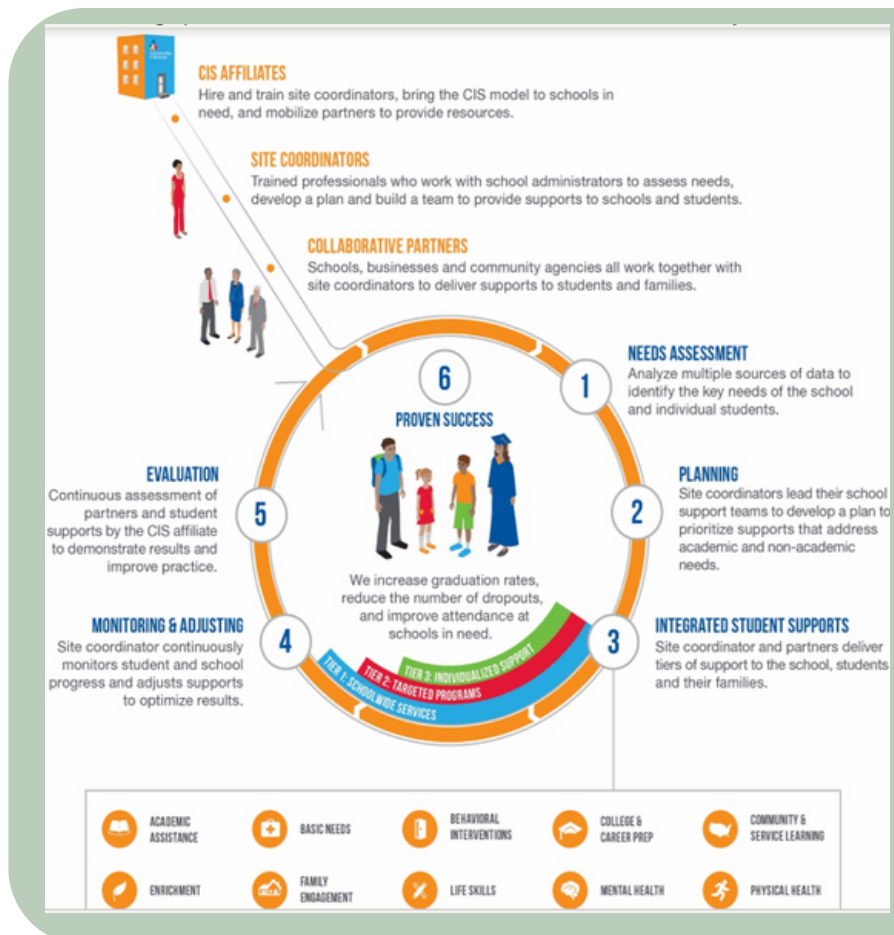 CIS AFFILIATES
Hire and train site coordinators, bring the CIS model to schools in
need, and mobilize partners to provide resources.
SITE COORDINATORS
Trained professionals who work with school administrators to assess needs,
develop a plan and build a team to provide supports to schools and students.
COLLABORATIVE PARTNERS
Schools, businesses and community agencies all work together with
site coordinators to deliver supports to students and families.
1
NEEDS ASSESSMENT
Analyze multiple sources of data to
identify the key needs of the school
and individual students.
2
PLANNING
Site coordinators lead their school
support teams to develop a plan to
prioritize supports that address
academic and non-academic
needs.
3
INTEGRATED STUDENT SUPPORTS
Site coordinator and partners deliver
tiers of support to the school, students
and their families.
TIER 3: INDIVIDUALIZED SUPPORT
TIER 2: TARGETED PROGRAMS
TIER 1: SCHOOLWIDE SERVICES
4
MONITORING & ADJUSTING
Site coordinator continuously
monitors student and school
progress and adjusts supports
to optimize results.
5
EVALUATION
Continuous assessment of
partners and student
supports by the CIS affiliate
to demonstrate results and
improve practice.
6
PROVEN SUCCESS
We increase graduation rates,
reduce the number of dropouts,
and improve attendance at
schools in need.
ACADEMIC
ASSISTANCE
BASIC NEEDS
BEHAVIORAL
INTERVENTIONS
COLLEGE &
CAREER PREP
COMMUNITY &
SERVICE LEARNING
ENRICHMENT
FAMILY
ENGAGEMENT
LIFE SKILLS
MENTAL HEALTH
PHYSICAL HEALTH